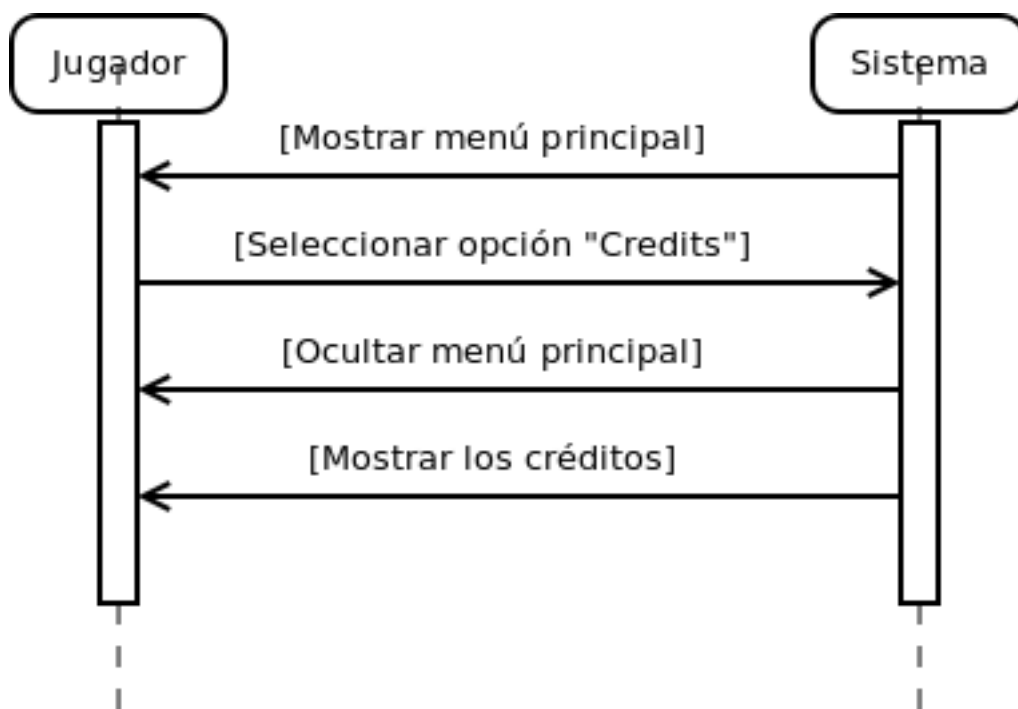 Jugador
Sistema
[Mostrar menú principal]
[Seleccionar opción "Credits"]
[Ocultar menú principal]
[Mostrar los créditos]